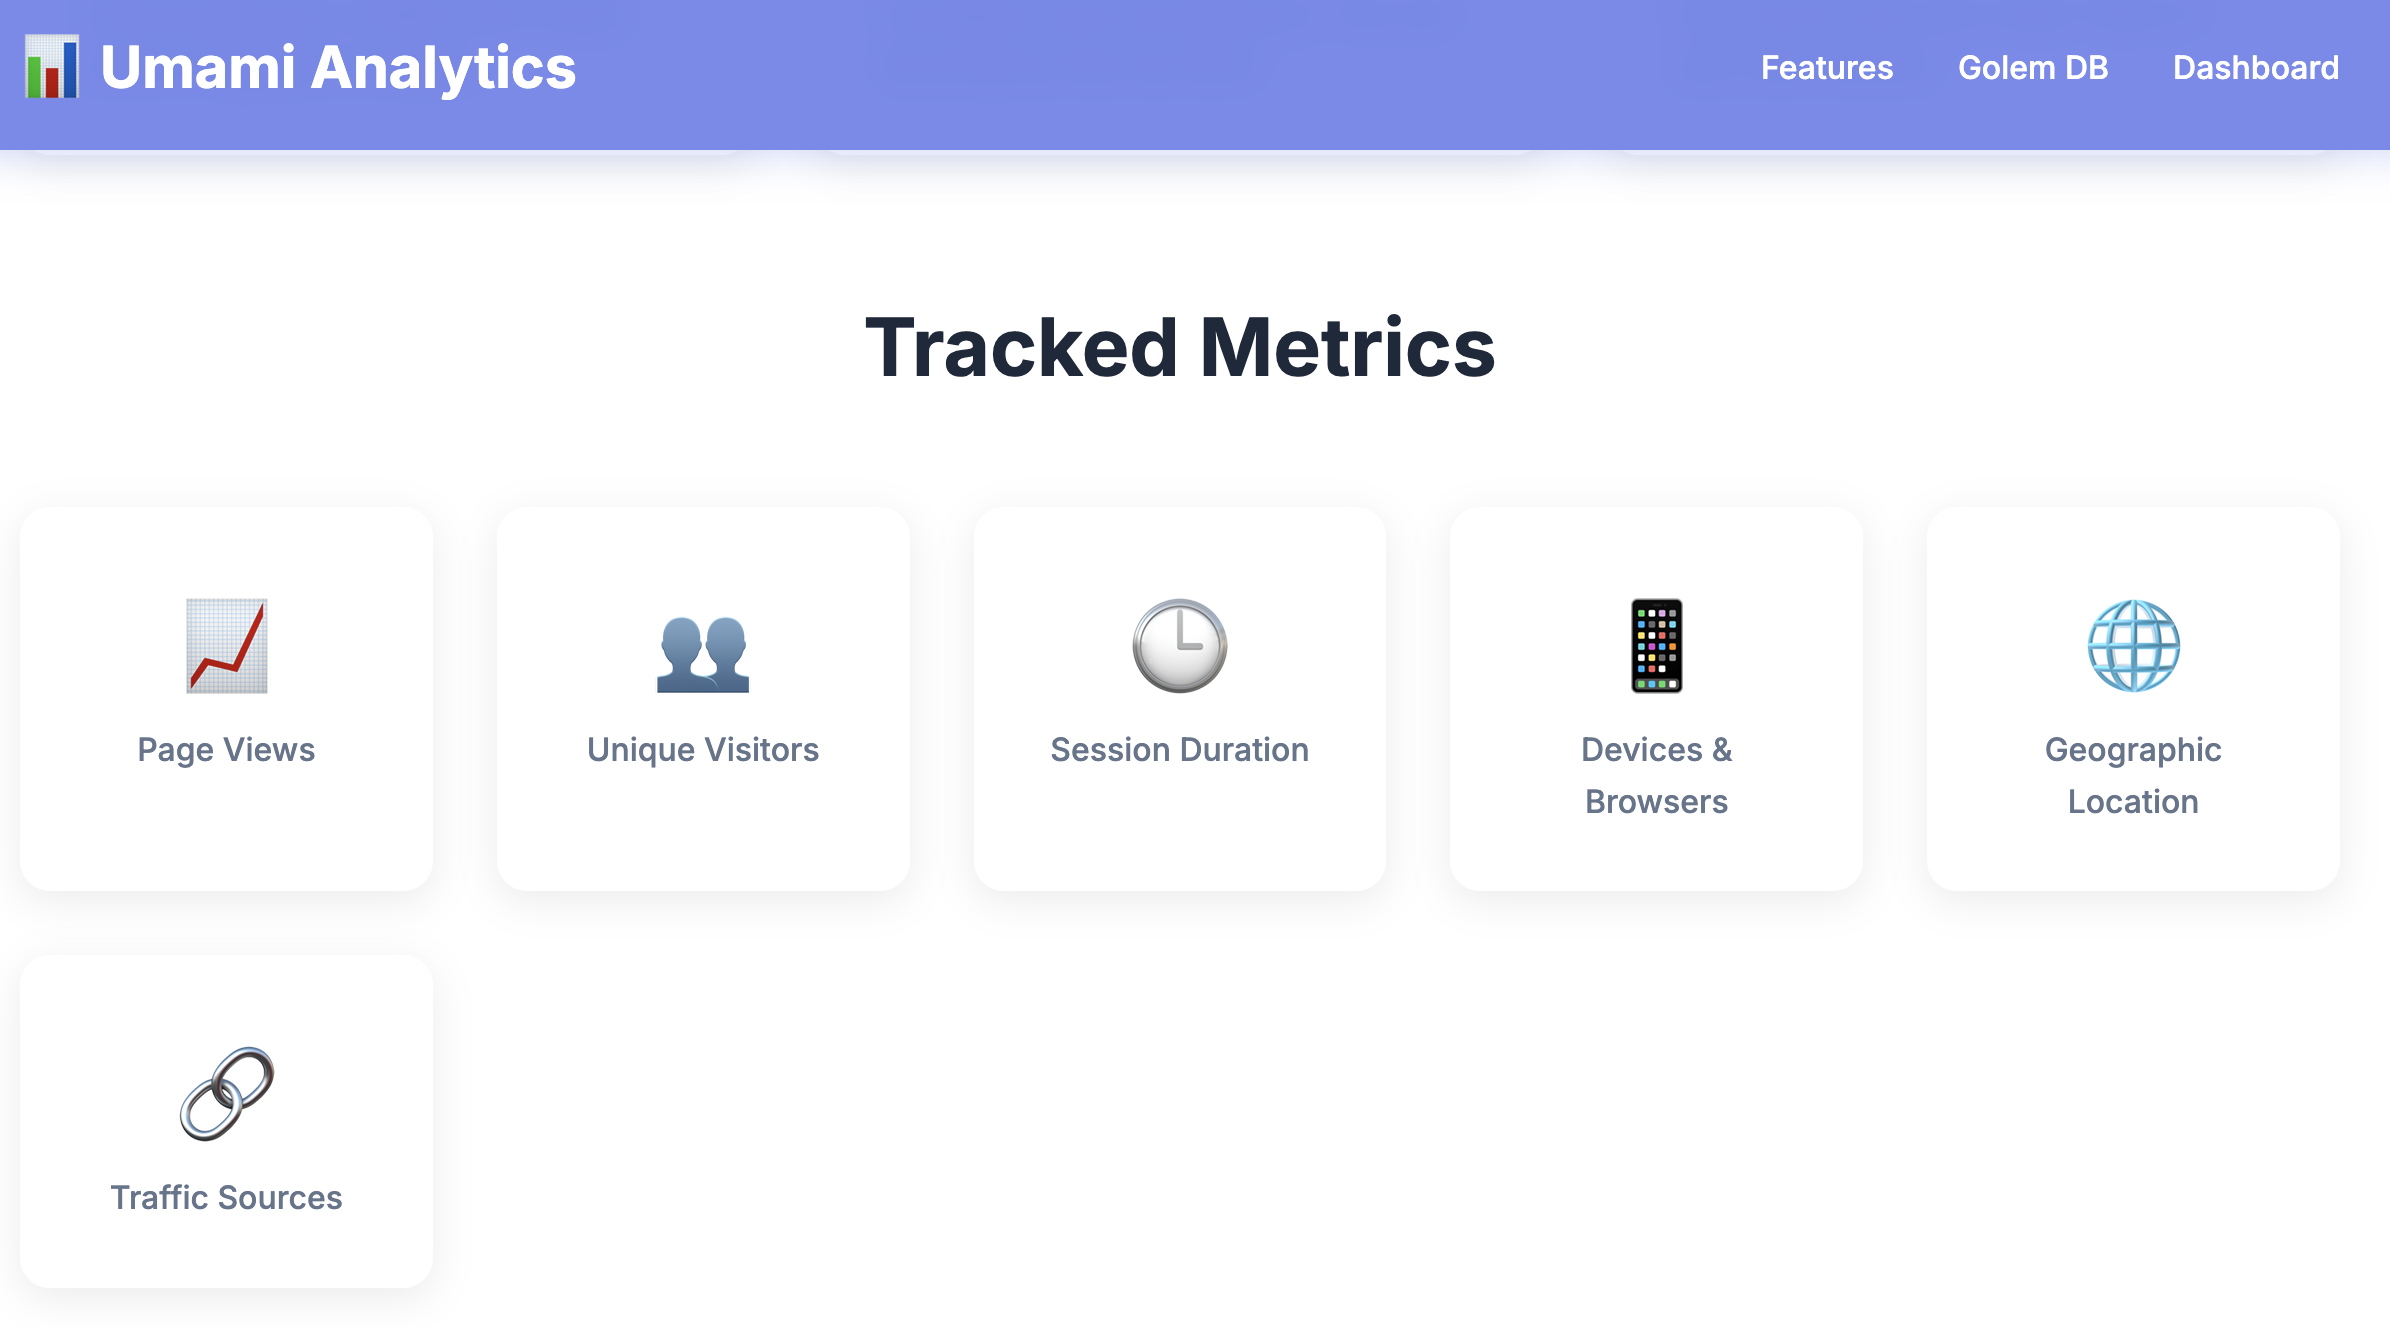 Umami Analytics
Features
Golem DB
Dashboard
Tracked Metrics
Page Views
Unique Visitors
Session Duration
Devices &
Browsers
Geographic
Location
Traffic Sources